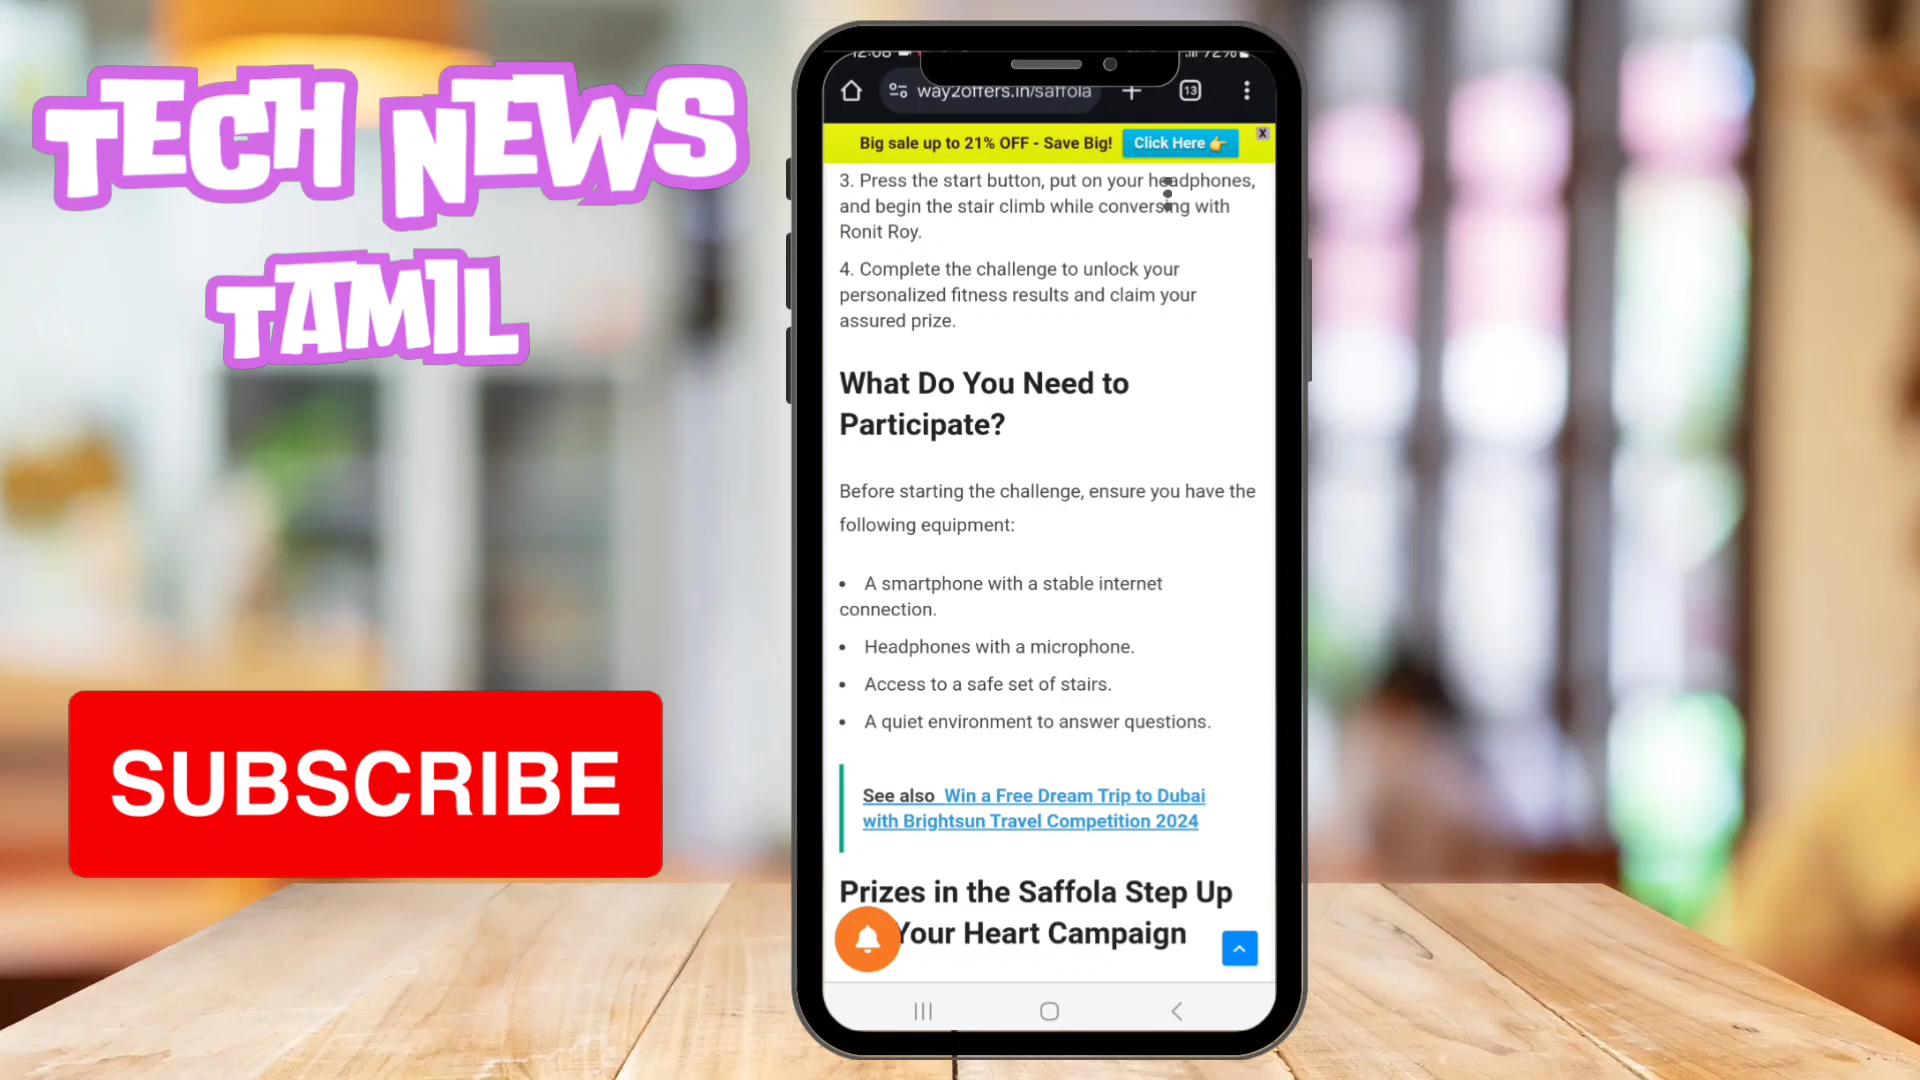 TECH NEWS
TAMIL
SUBSCRIBE
12:08
72%
way2offers.in/saffola
13
Big sale up to 21% OFF - Save Big!
Click Here 👉
X
3. Press the start button, put on your headphones,
and begin the stair climb while conversing with
Ronit Roy.
4. Complete the challenge to unlock your
personalized fitness results and claim your
assured prize.
What Do You Need to
Participate?
Before starting the challenge, ensure you have the
following equipment:
• A smartphone with a stable internet
connection.
• Headphones with a microphone.
• Access to a safe set of stairs.
• A quiet environment to answer questions.
See also Win a Free Dream Trip to Dubai
with Brightsun Travel Competition 2024
Prizes in the Saffola Step Up
Your Heart Campaign